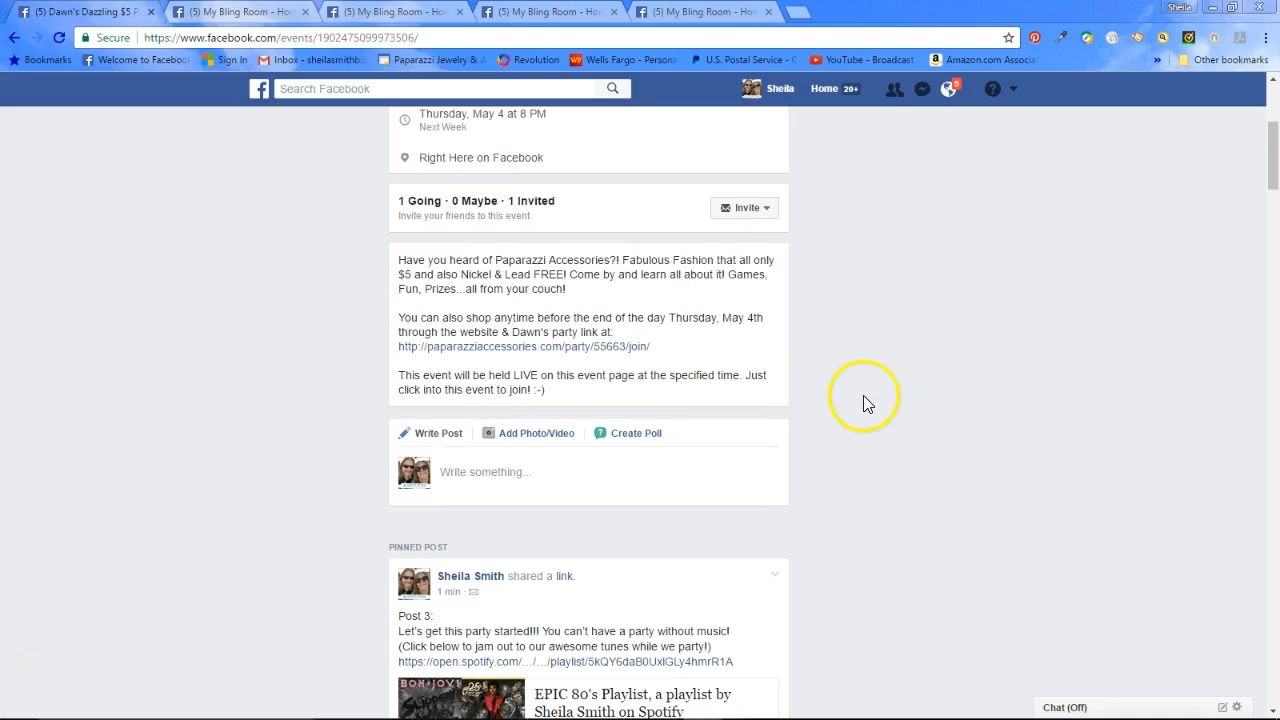 (5) Dawn's Dazzling $5 P
(5) My Bling Room - Hom
(5) My Bling Room - Hom
(5) My Bling Room - Hom
(5) My Bling Room - Hom
Sheila
Secure
https://www.facebook.com/events/1902475099973506/
Bookmarks
Welcome to Facebook
Sign In
Inbox - sheilasmithbi
Paparazzi Jewelry & A
Revolution
Wells Fargo – Persona
U.S. Postal Service - C
YouTube - Broadcast
Amazon.com Associat
»
Other bookmarks
Search Facebook
Sheila
Home 20+
5
Thursday, May 4 at 8 PM
Next Week
Right Here on Facebook
1 Going · 0 Maybe · 1 Invited
Invite your friends to this event
Invite
Have you heard of Paparazzi Accessories?! Fabulous Fashion that all only
$5 and also Nickel & Lead FREE! Come by and learn all about it! Games,
Fun, Prizes...all from your couch!
You can also shop anytime before the end of the day Thursday, May 4th
through the website & Dawn's party link at:
http://paparazziaccessories.com/party/55663/join/
This event will be held LIVE on this event page at the specified time. Just
click into this event to join! :-)
Write Post
Add Photo/Video
Create Poll
Write something...
PINNED POST
Sheila Smith shared a link.
1 min ·
Post 3:
Let's get this party started!!! You can't have a party without music!
(Click below to jam out to our awesome tunes while we party!)
https://open.spotify.com/…/…/playlist/5kQY6daB0UxlGLy4hmrR1A
BON JOVI
25
EPIC 80's Playlist, a playlist by
Sheila Smith on Spotify
Chat (Off)